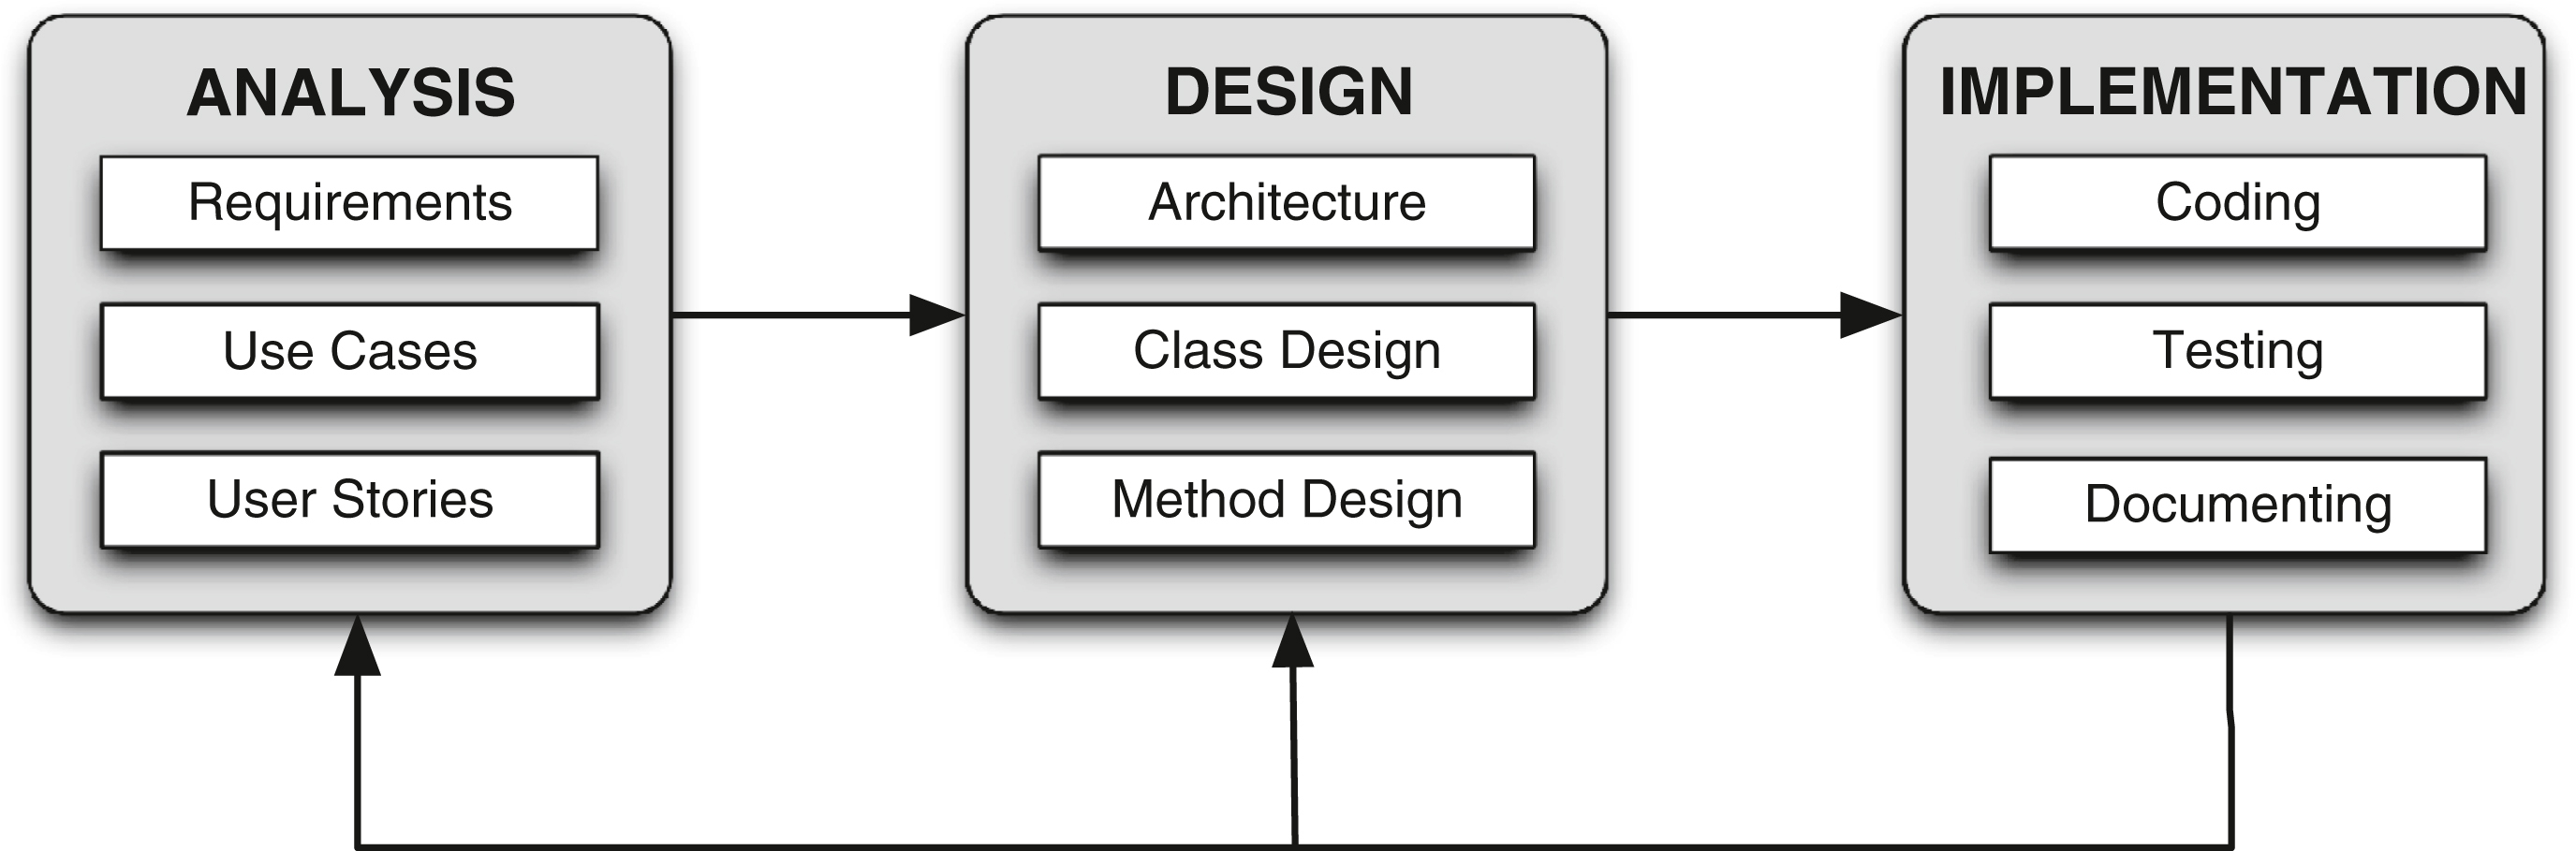 ANALYSIS
Requirements
Use Cases
User Stories
DESIGN
Architecture
Class Design
Method Design
IMPLEMENTATION
Coding
Testing
Documenting